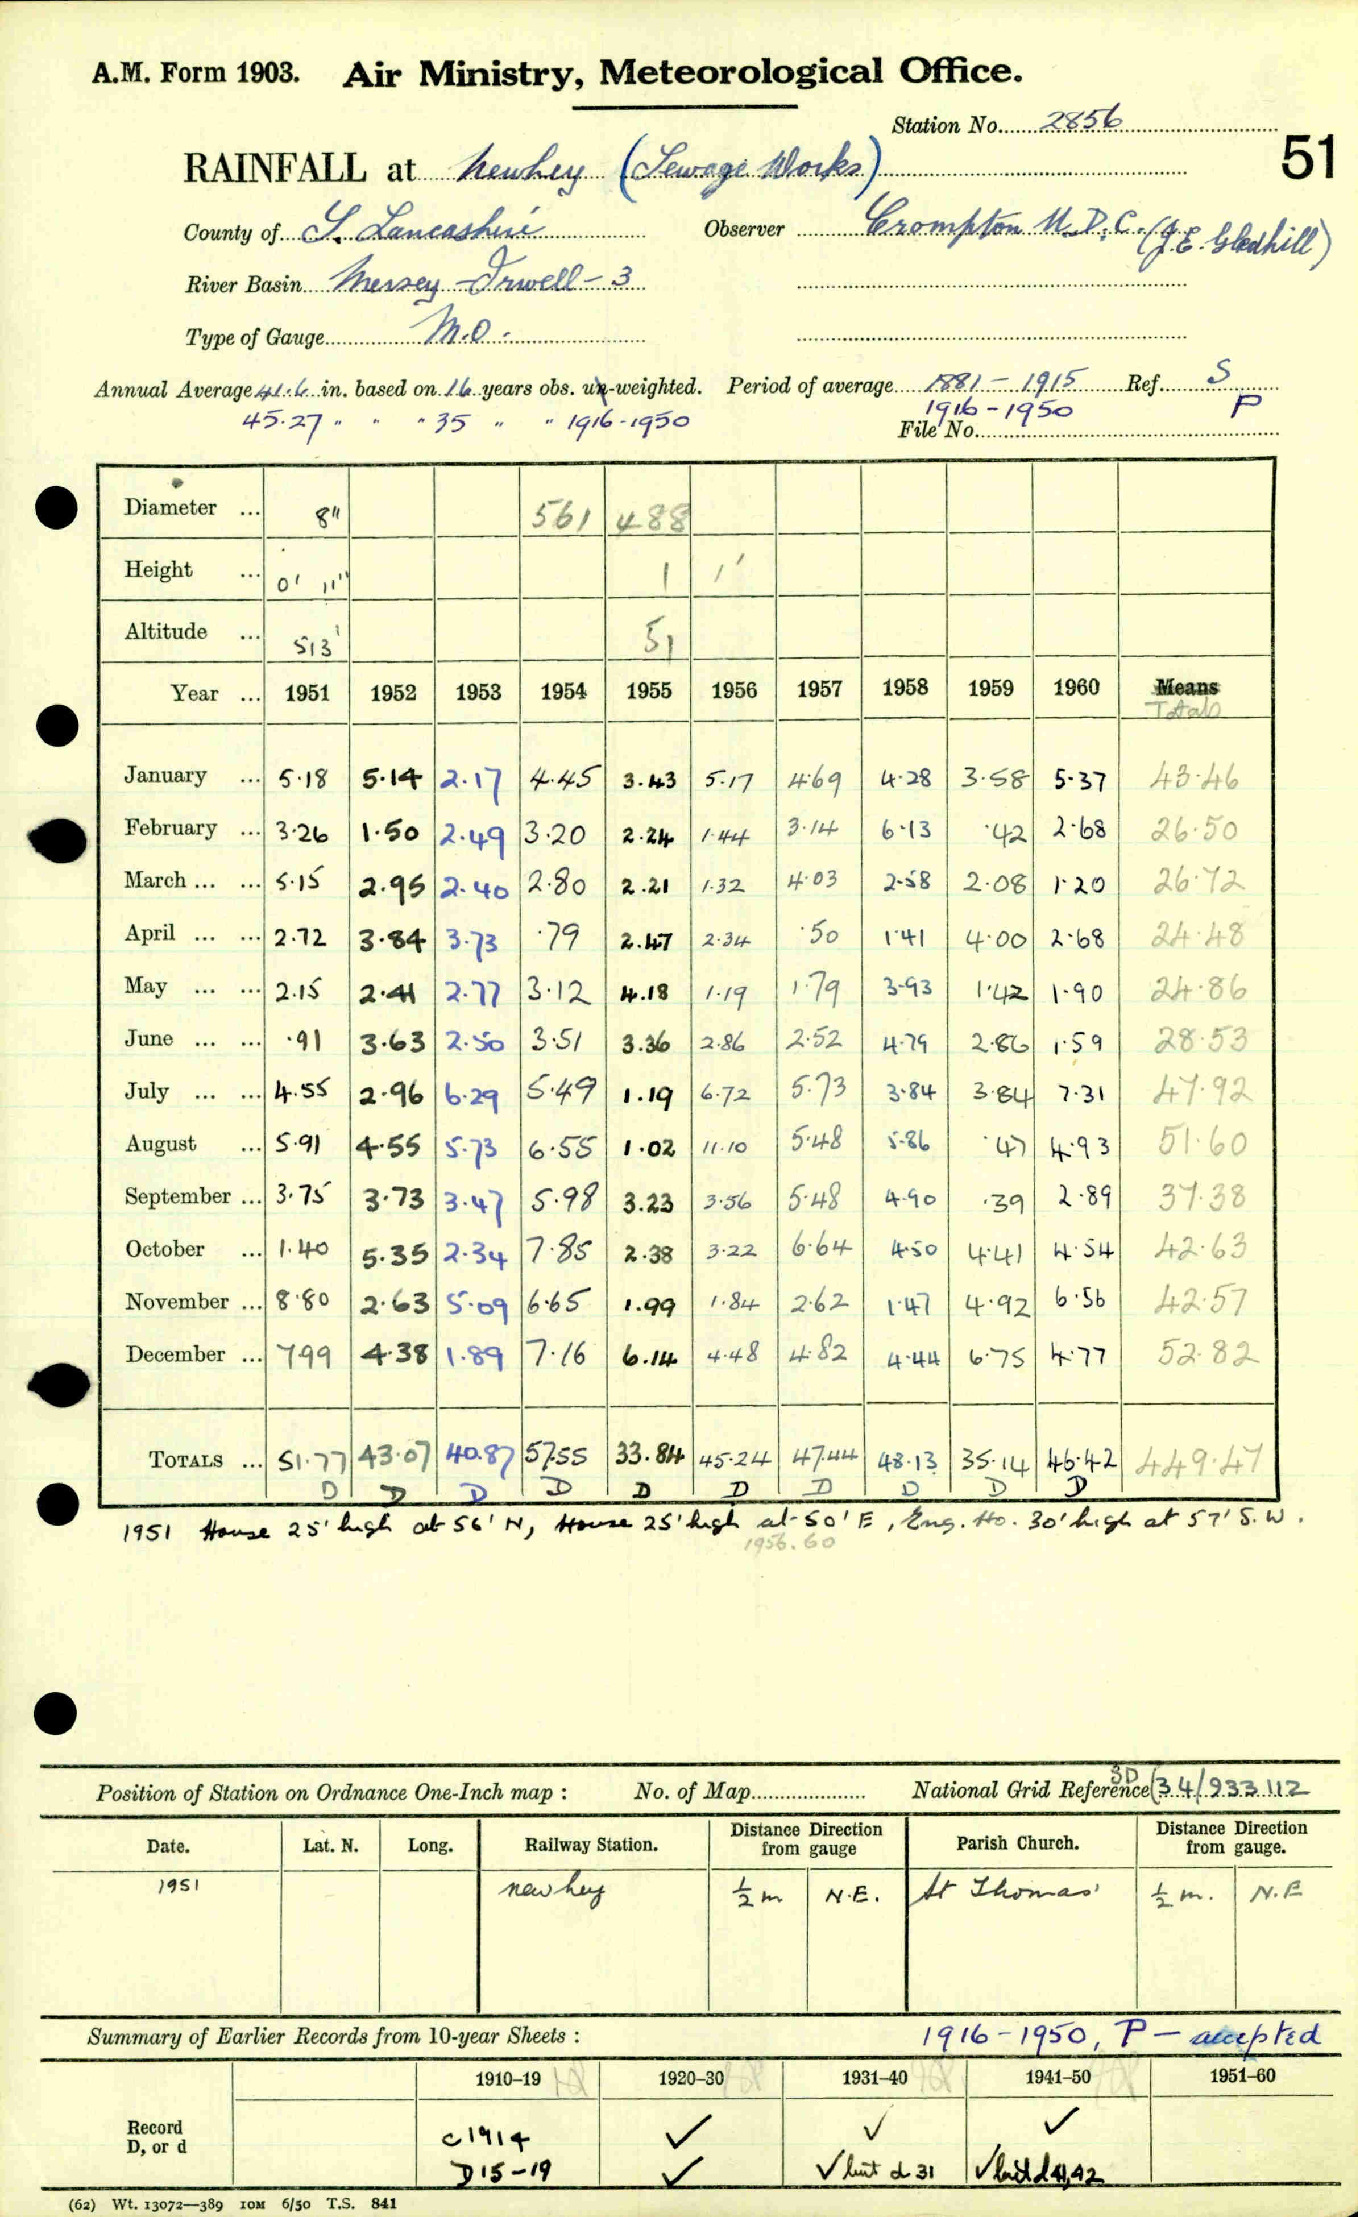 A.M. Form 1903. Air Ministry, Meteorological Office.
Station No. 2856
51
RAINFALL at Newhey (Sewage Works)
County of S. Lancashire Observer Crompton U.D.C. (J.E. Gledhill)
River Basin Mersey - Irwell - 3
Type of Gauge M.O.
Annual Average 41.6 in. based on 16 years obs. un-weighted. Period of average 1881 - 1915 Ref. S
45.27 " " " 35 " " 1916-1950 1916-1950 P
File No.
Diameter ... 8" 561 488
Height ... 0' 11" 1 1'
Altitude ... 513' 51
Year ... 1951 1952 1953 1954 1955 1956 1957 1958 1959 1960 Means
Totals
January ... 5.18 5.14 2.17 4.45 3.43 5.17 4.69 4.28 3.58 5.37 43.46
February ... 3.26 1.50 2.49 3.20 2.24 1.44 3.14 6.13 .42 2.68 26.50
March ... ... 5.15 2.95 2.40 2.80 2.21 1.32 4.03 2.58 2.08 1.20 26.72
April ... ... 2.72 3.84 3.73 .79 2.47 2.34 .50 1.41 4.00 2.68 24.48
May ... ... 2.15 2.41 2.77 3.12 4.18 1.19 1.79 3.93 1.42 1.90 24.86
June ... ... .91 3.63 2.50 3.51 3.36 2.86 2.52 4.79 2.86 1.59 28.53
July ... ... 4.55 2.96 6.29 5.49 1.19 6.72 5.73 3.84 3.84 7.31 47.92
August ... 5.91 4.55 5.73 6.55 1.02 11.10 5.48 5.86 .47 4.93 51.60
September ... 3.75 3.73 3.47 5.98 3.23 3.56 5.48 4.90 .39 2.89 37.38
October ... 1.40 5.35 2.34 7.85 2.38 3.22 6.64 4.50 4.41 4.54 42.63
November ... 8.80 2.63 5.09 6.65 1.99 1.84 2.62 1.47 4.92 6.56 42.57
December ... 7.99 4.38 1.89 7.16 6.14 4.48 4.82 4.44 6.75 4.77 52.82
TOTALS ... 51.77 43.07 40.87 57.55 33.84 45.24 47.44 48.13 35.14 46.42 449.47
D D D D D D D D D D
1951 House 25' high at 56' N, House 25' high at 50' E, Eng. Ho. 30' high at 57' S.W.
1956.60
Position of Station on Ordnance One-Inch map : No. of Map National Grid Reference 3D (34/933112
Date. Lat. N. Long. Railway Station. Distance Direction from gauge Parish Church. Distance Direction from gauge.
1951 Newhey ½ m N.E. St Thomas' ½ m. N.E
Summary of Earlier Records from 10-year Sheets : 1916-1950, P - accepted
1910–19 1920–30 1931–40 1941–50 1951–60
Record D, or d
c1914 ✓ ✓ ✓
D 15-19 ✓ ✓ but d 31 ✓ but d 41,42
(62) Wt. 13072—389 10M 6/50 T.S. 841